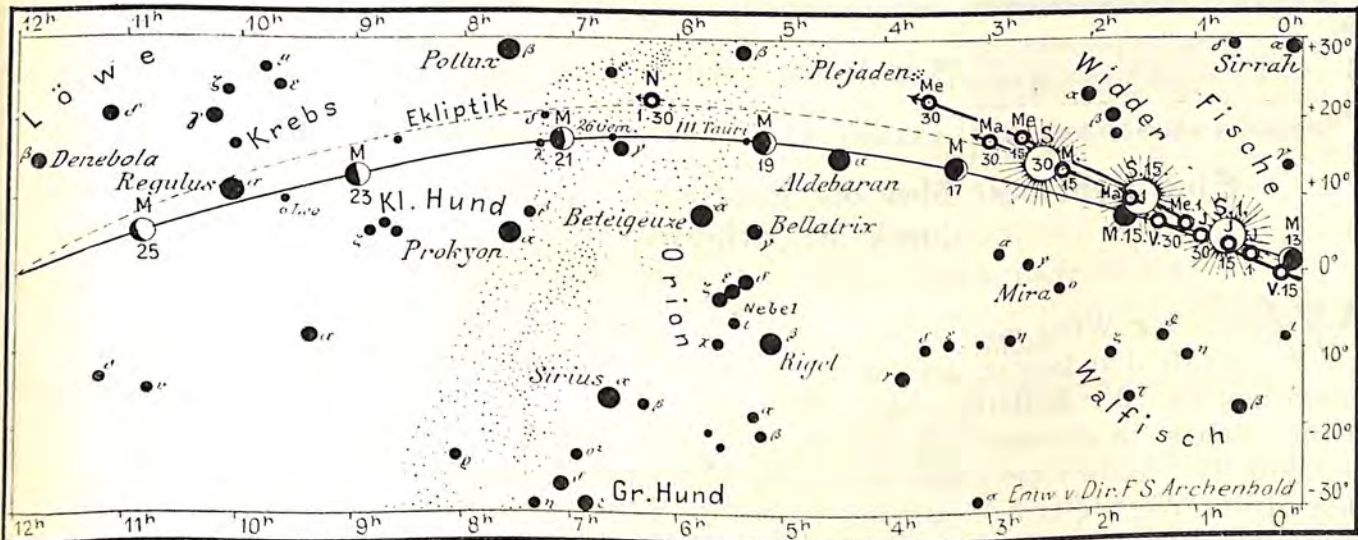 12h 11h 10h 9h 8h 7h 6h 5h 4h 3h 2h 1h 0h
+30°
+20°
+10°
0°
-10°
-20°
-30°
Löwe
β Denebola
Regulus α
Krebs
Ekliptik
Pollux β
Kl. Hund
Prokyon α
M
25
M
23
M
21
26 Gem.
N
1-30
111 Tauri
M
19
Plejaden
Aldebaran α
M
17
Me
30
Ma
30
Me
15
S.
30
M.
15
Widder
Fische
Sirrah
S. 15.
Ma
1
M. 15. V. 30
Me. 1
J
30
S. 1.
J
15
J
1
M
13
V. 15
Beteigeuze α
Bellatrix
γ
Orion
Nebel
β
Rigel
Mira ο
Sirius α
β
Walfisch
Gr. Hund
α Entw v. Dir. F S. Archenhold
12h 11h 10h 9h 8h 7h 6h 5h 4h 3h 2h 1h 0h